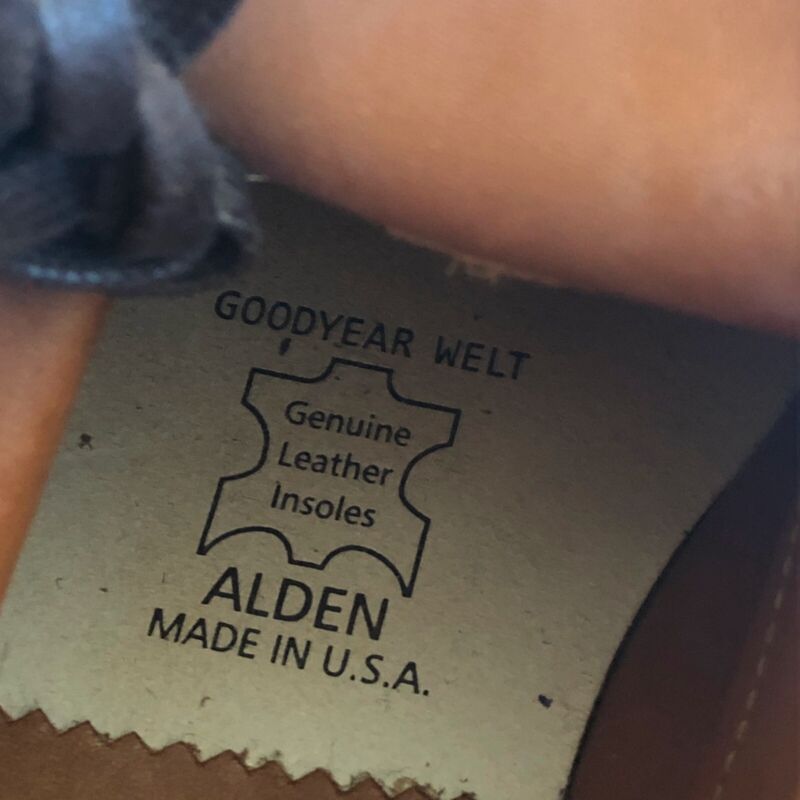 GOODYEAR WELT
Genuine
Leather
Insoles
ALDEN
MADE IN U.S.A.